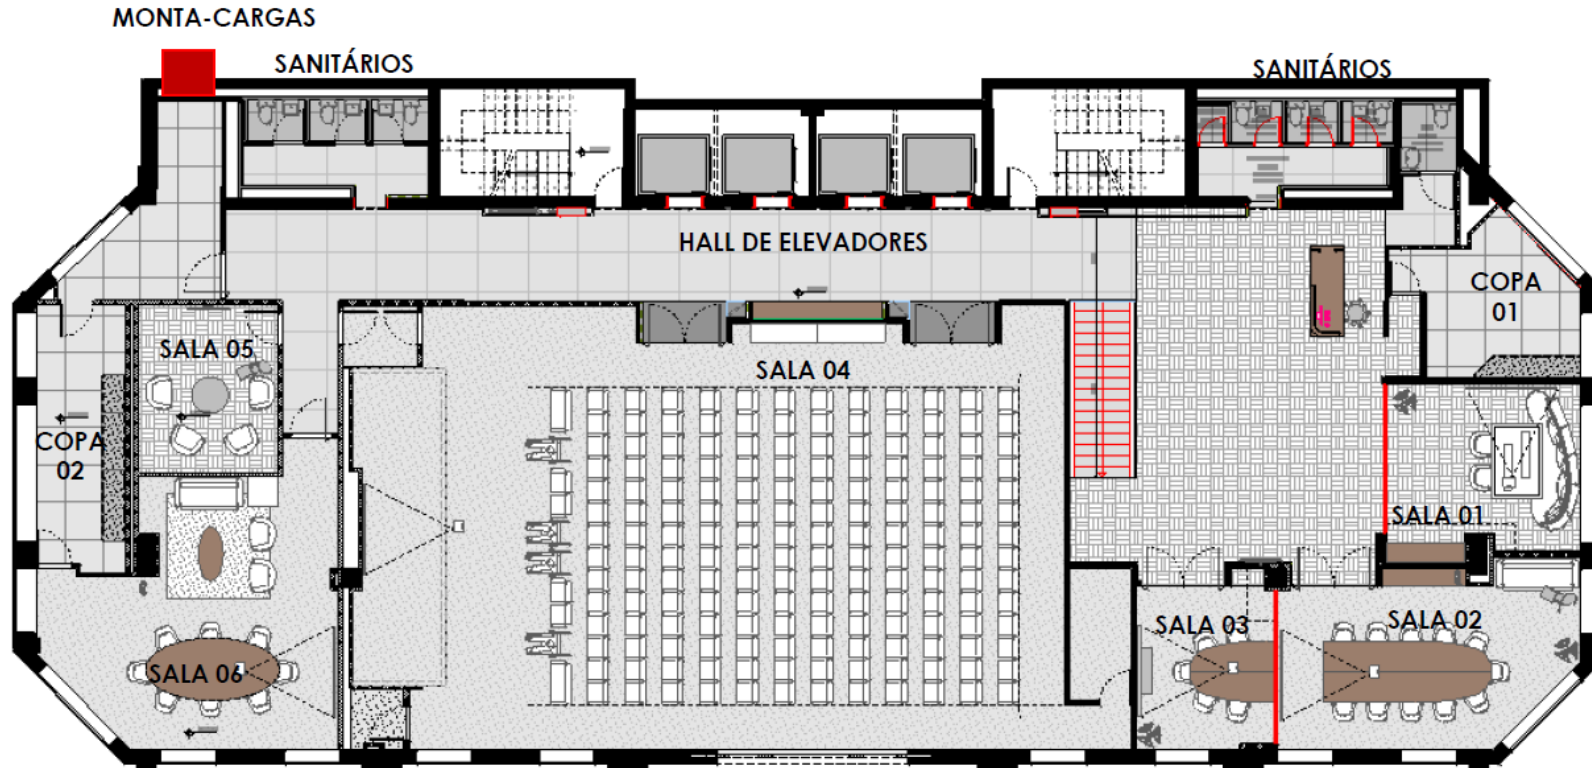 MONTA-CARGAS
SANITÁRIOS
SANITÁRIOS
HALL DE ELEVADORES
COPA
01
SALA 05
SALA 04
COPA
02
SALA 01
SALA 03
SALA 02
SALA 06